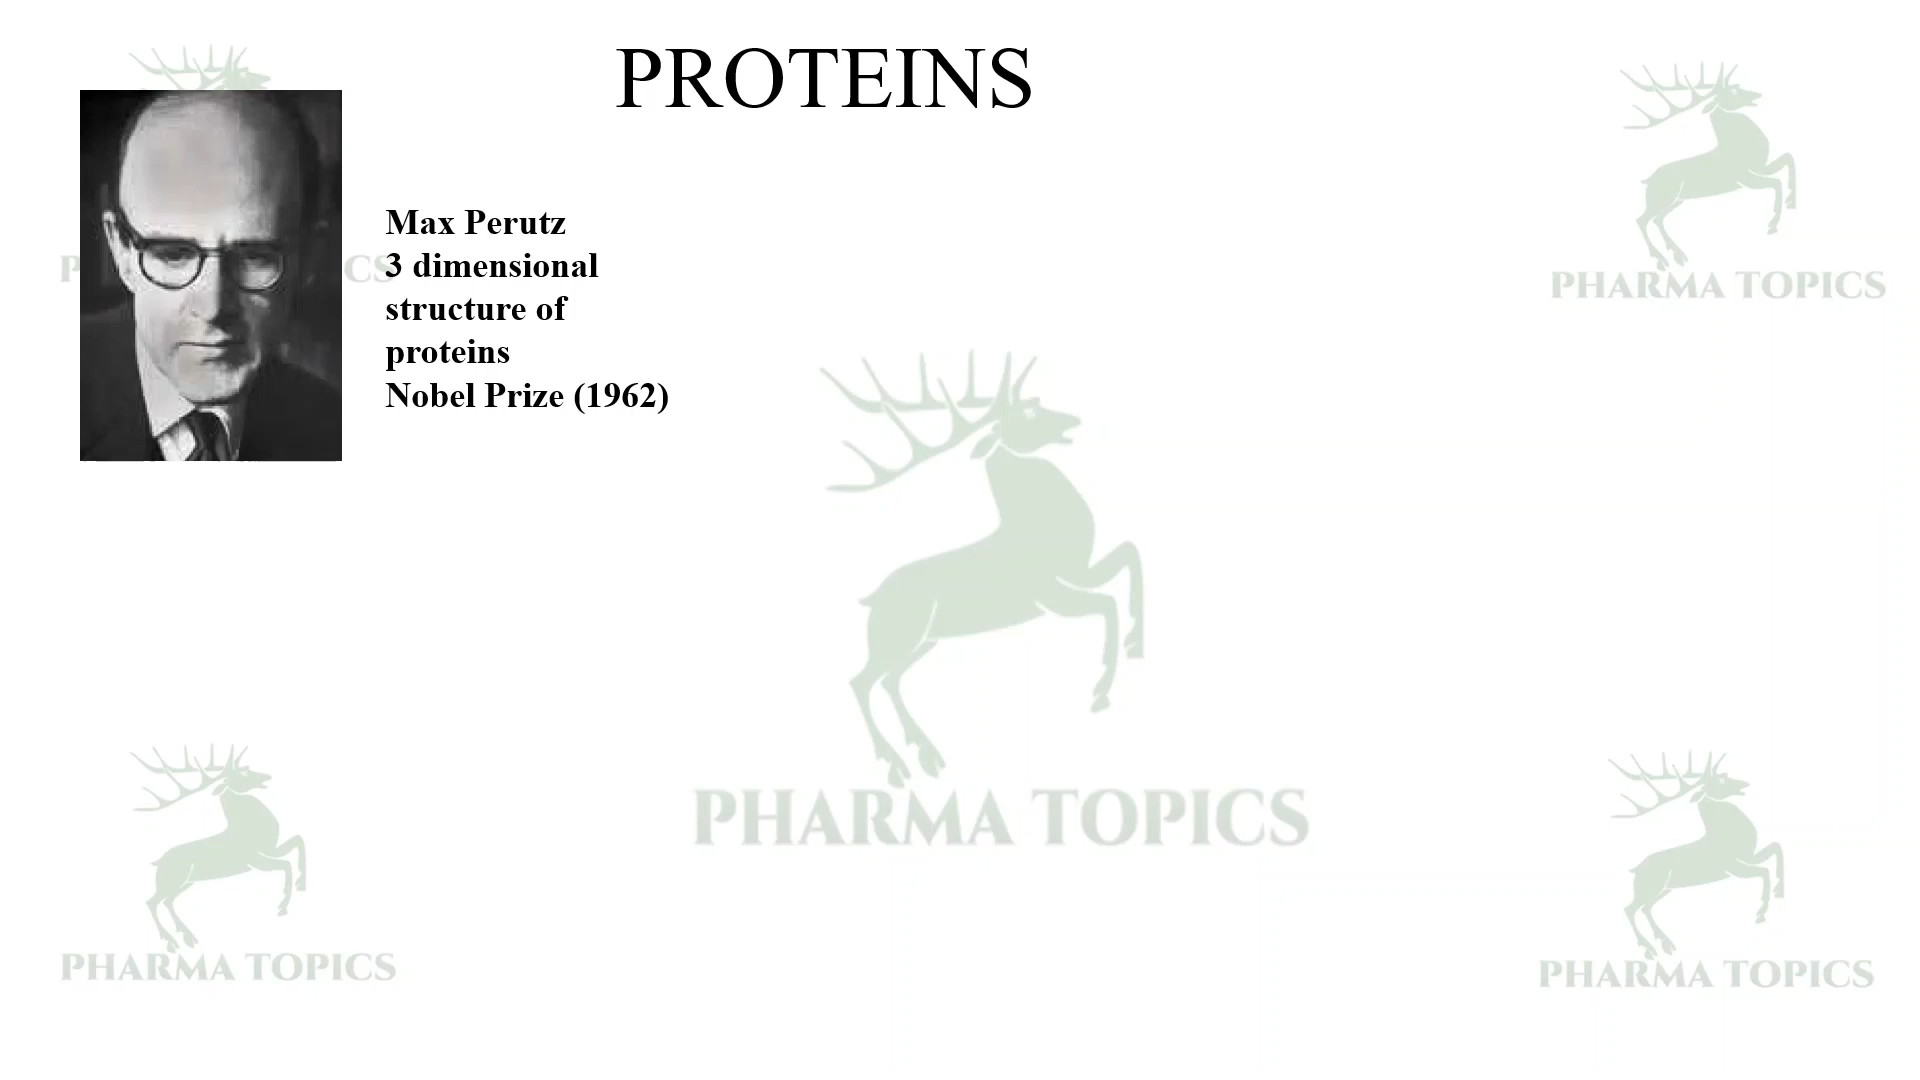 PROTEINS
Max Perutz
3 dimensional
structure of
proteins
Nobel Prize (1962)
P CS
PHARMA TOPICS
PHARMA TOPICS
PHARMA TOPICS
PHARMA TOPICS